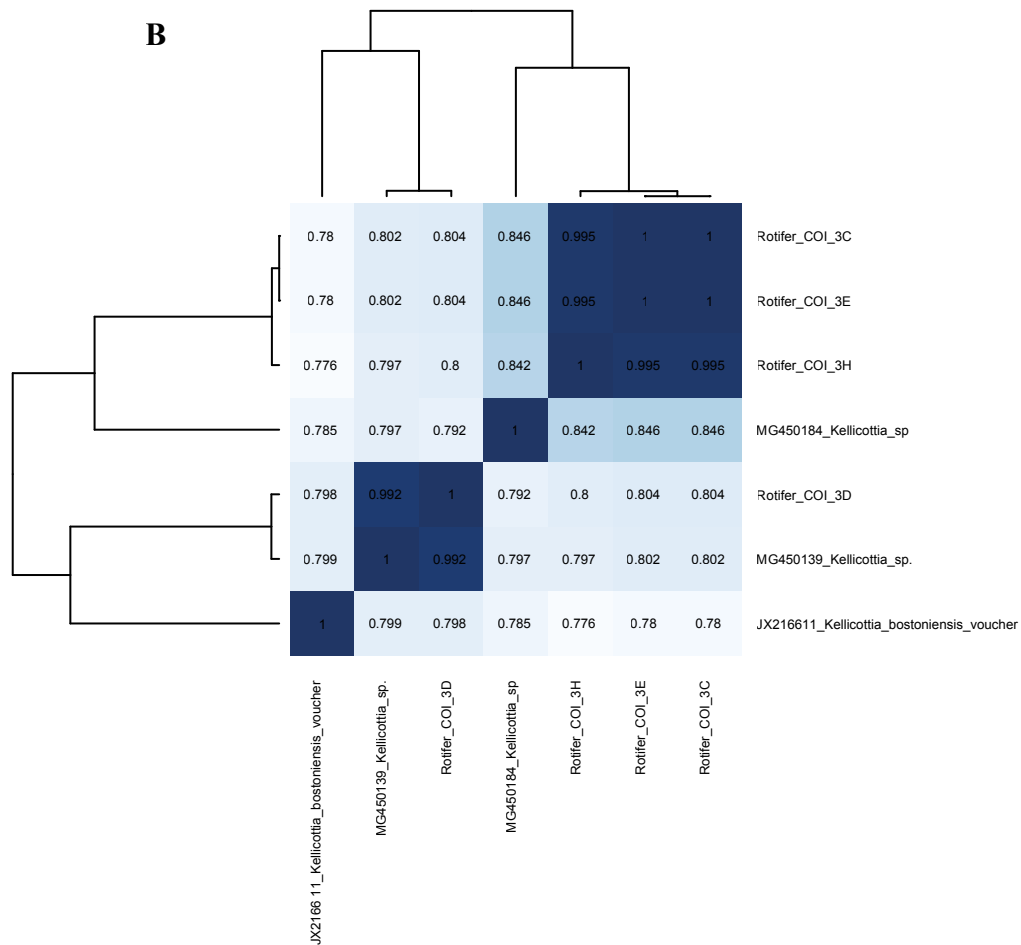 B
0.78 0.802 0.804 0.846 0.995 1 1 Rotifer_COI_3C
0.78 0.802 0.804 0.846 0.995 1 1 Rotifer_COI_3E
0.776 0.797 0.8 0.842 1 0.995 0.995 Rotifer_COI_3H
0.785 0.797 0.792 1 0.842 0.846 0.846 MG450184_Kellicottia_sp
0.798 0.992 1 0.792 0.8 0.804 0.804 Rotifer_COI_3D
0.799 1 0.992 0.797 0.797 0.802 0.802 MG450139_Kellicottia_sp.
1 0.799 0.798 0.785 0.776 0.78 0.78 JX216611_Kellicottia_bostoniensis_voucher
JX2166 11_Kellicottia_bostoniensis_voucher
MG450139_Kellicottia_sp.
Rotifer_COI_3D
MG450184_Kellicottia_sp
Rotifer_COI_3H
Rotifer_COI_3E
Rotifer_COI_3C